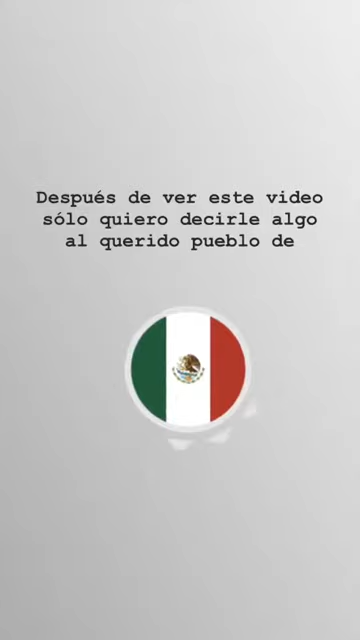 Después de ver este video
sólo quiero decirle algo
al querido pueblo de